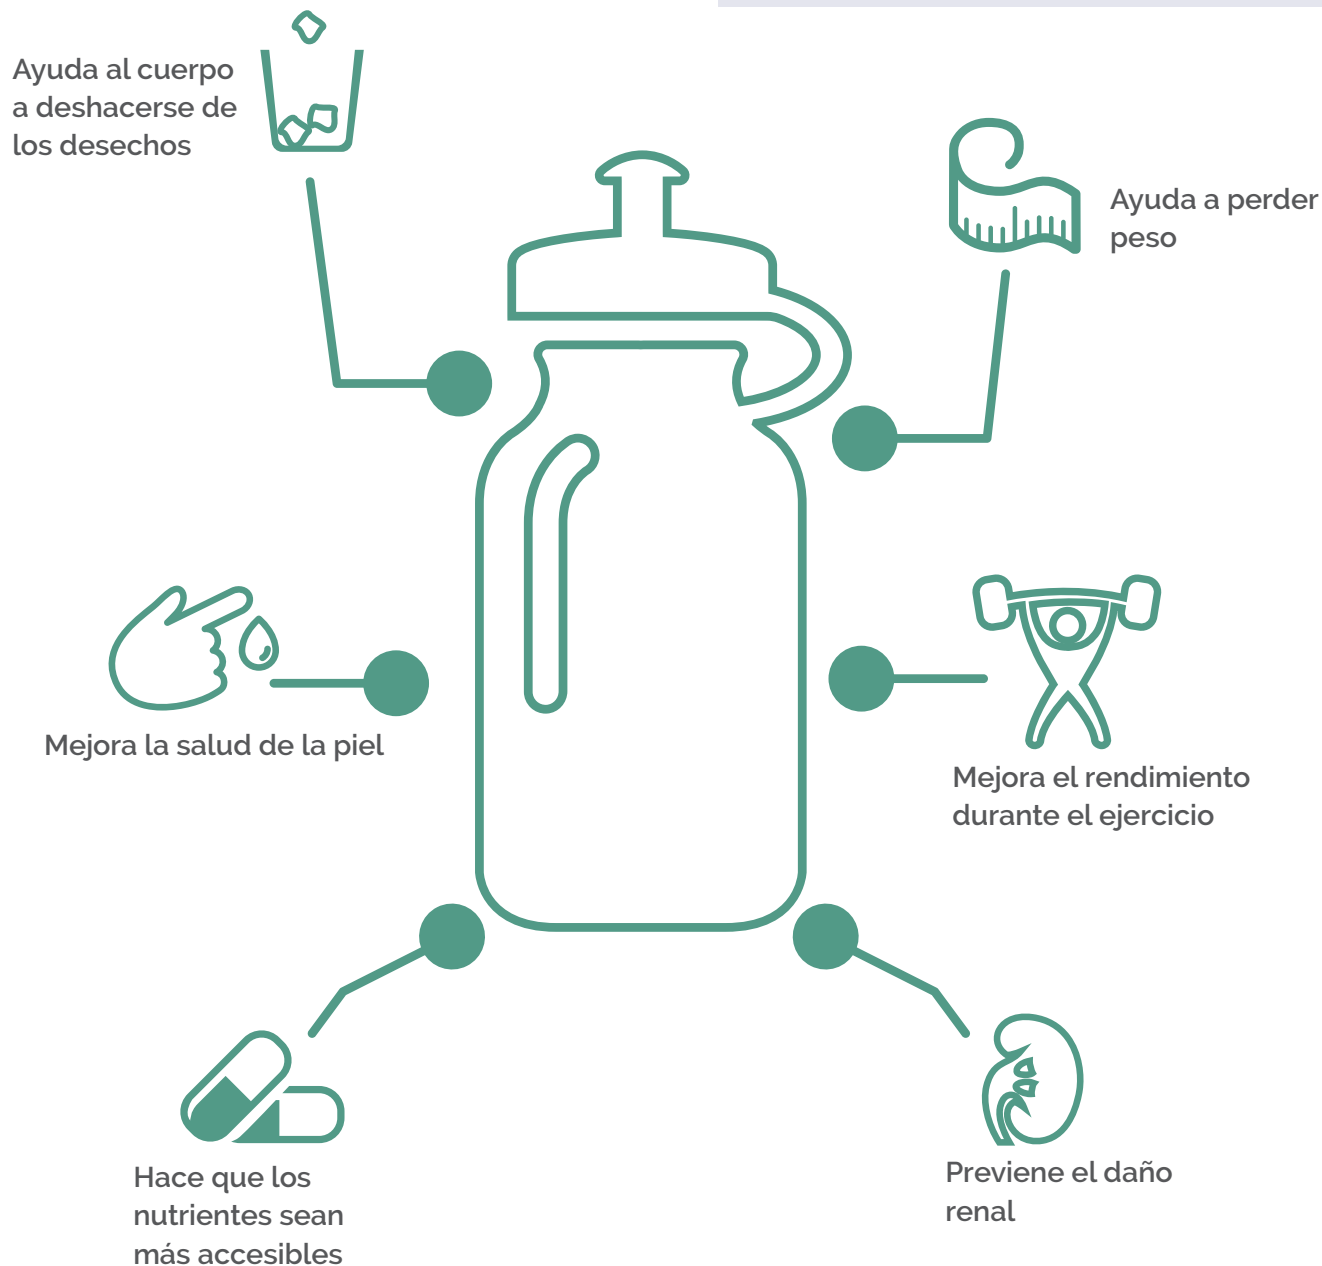 Ayuda al cuerpo
a deshacerse de
los desechos
Ayuda a perder
peso
Mejora la salud de la piel
Mejora el rendimiento
durante el ejercicio
Hace que los
nutrientes sean
más accesibles
Previene el daño
renal